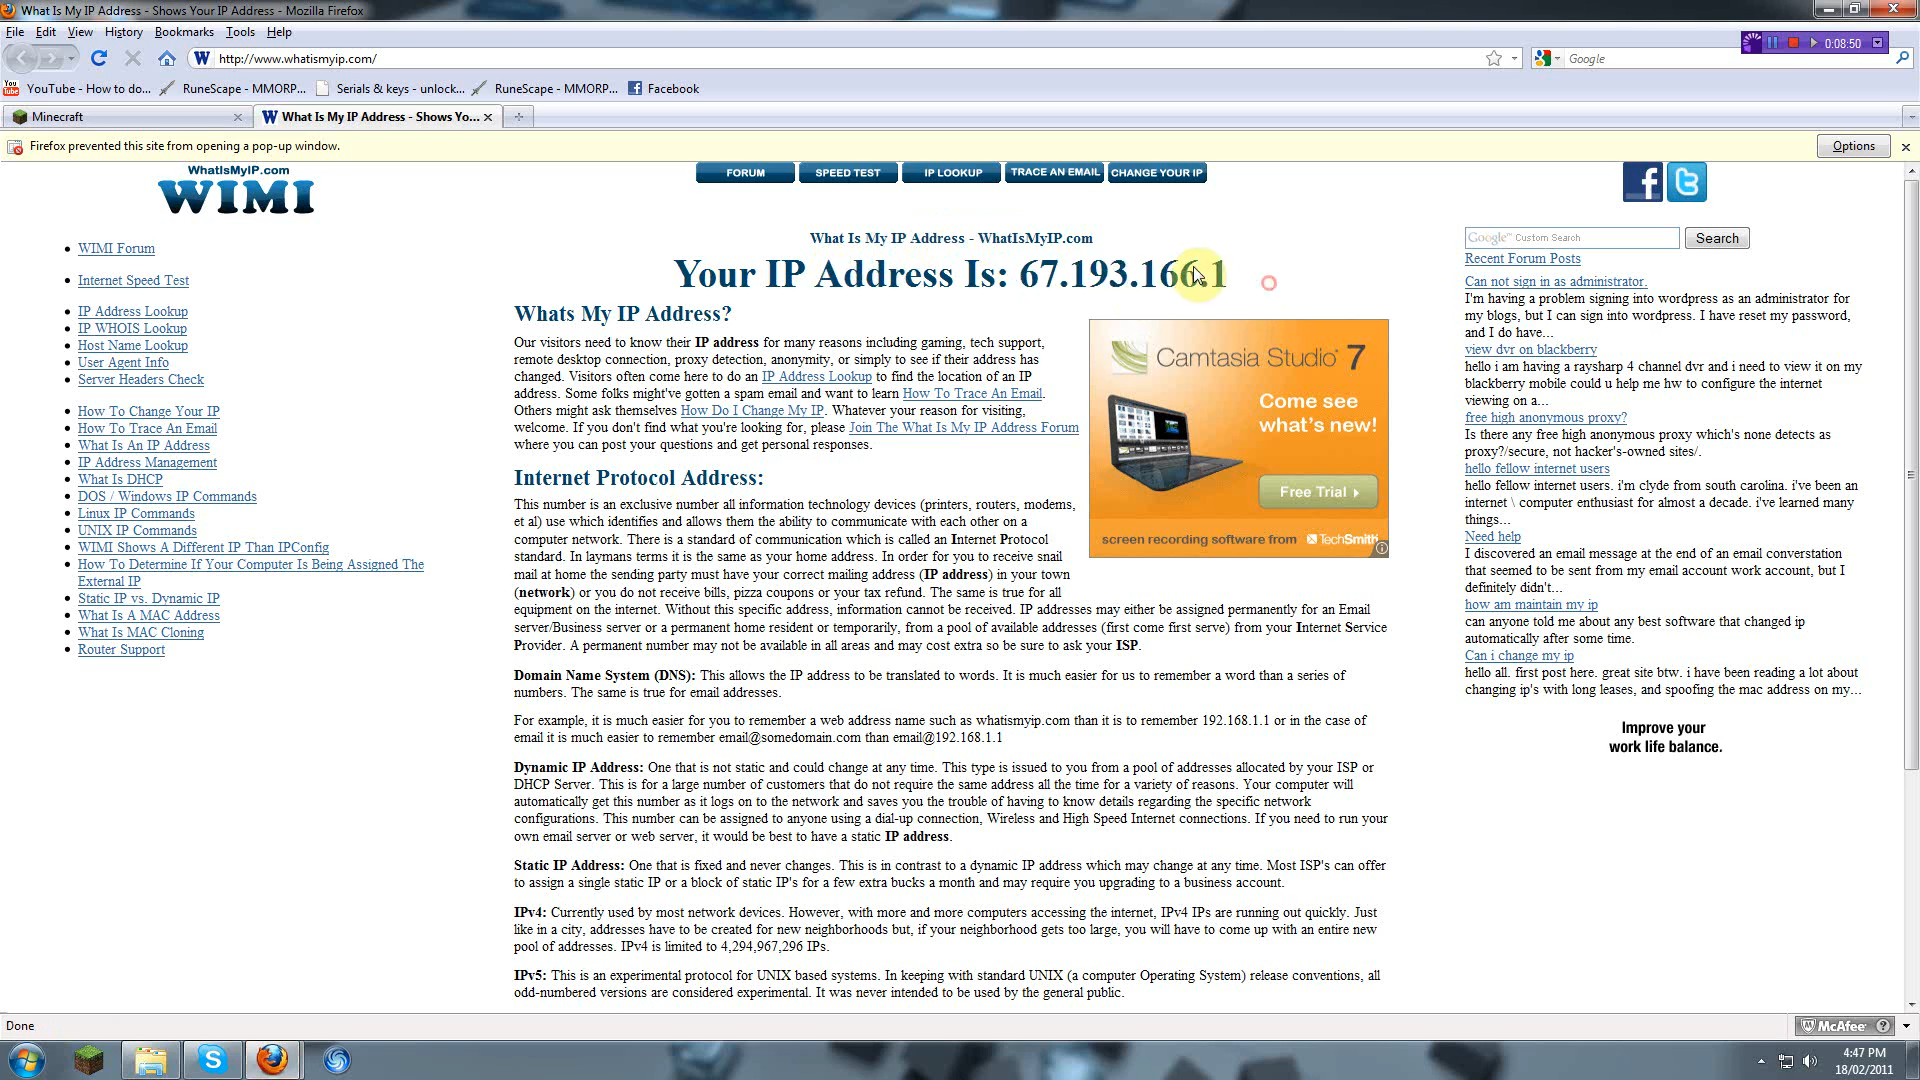 What Is My IP Address - Shows Your IP Address - Mozilla Firefox
File Edit View History Bookmarks Tools Help
0:08:50
http://www.whatismyip.com/
Google
YouTube - How to do...
RuneScape - MMORP...
Serials & keys - unlock...
RuneScape - MMORP...
Facebook
Minecraft
What Is My IP Address - Shows Yo...
Firefox prevented this site from opening a pop-up window.
Options
WhatIsMyIP.com
WIMI
FORUM
SPEED TEST
IP LOOKUP
TRACE AN EMAIL
CHANGE YOUR IP
WIMI Forum
Internet Speed Test
IP Address Lookup
IP WHOIS Lookup
Host Name Lookup
User Agent Info
Server Headers Check
How To Change Your IP
How To Trace An Email
What Is An IP Address
IP Address Management
What Is DHCP
DOS / Windows IP Commands
Linux IP Commands
UNIX IP Commands
WIMI Shows A Different IP Than IPConfig
How To Determine If Your Computer Is Being Assigned The
External IP
Static IP vs. Dynamic IP
What Is A MAC Address
What Is MAC Cloning
Router Support
What Is My IP Address - WhatIsMyIP.com
Your IP Address Is: 67.193.166.1
Whats My IP Address?
Our visitors need to know their IP address for many reasons including gaming, tech support,
remote desktop connection, proxy detection, anonymity, or simply to see if their address has
changed. Visitors often come here to do an IP Address Lookup to find the location of an IP
address. Some folks might've gotten a spam email and want to learn How To Trace An Email.
Others might ask themselves How Do I Change My IP. Whatever your reason for visiting,
welcome. If you don't find what you're looking for, please Join The What Is My IP Address Forum
where you can post your questions and get personal responses.
Camtasia Studio 7
Come see
what's new!
Free Trial
screen recording software from TechSmith
Internet Protocol Address:
This number is an exclusive number all information technology devices (printers, routers, modems,
et al) use which identifies and allows them the ability to communicate with each other on a
computer network. There is a standard of communication which is called an Internet Protocol
standard. In laymans terms it is the same as your home address. In order for you to receive snail
mail at home the sending party must have your correct mailing address (IP address) in your town
(network) or you do not receive bills, pizza coupons or your tax refund. The same is true for all
equipment on the internet. Without this specific address, information cannot be received. IP addresses may either be assigned permanently for an Email
server/Business server or a permanent home resident or temporarily, from a pool of available addresses (first come first serve) from your Internet Service
Provider. A permanent number may not be available in all areas and may cost extra so be sure to ask your ISP.
Domain Name System (DNS): This allows the IP address to be translated to words. It is much easier for us to remember a word than a series of
numbers. The same is true for email addresses.
For example, it is much easier for you to remember a web address name such as whatismyip.com than it is to remember 192.168.1.1 or in the case of
email it is much easier to remember email@somedomain.com than email@192.168.1.1
Dynamic IP Address: One that is not static and could change at any time. This type is issued to you from a pool of addresses allocated by your ISP or
DHCP Server. This is for a large number of customers that do not require the same address all the time for a variety of reasons. Your computer will
automatically get this number as it logs on to the network and saves you the trouble of having to know details regarding the specific network
configurations. This number can be assigned to anyone using a dial-up connection, Wireless and High Speed Internet connections. If you need to run your
own email server or web server, it would be best to have a static IP address.
Static IP Address: One that is fixed and never changes. This is in contrast to a dynamic IP address which may change at any time. Most ISP's can offer
to assign a single static IP or a block of static IP's for a few extra bucks a month and may require you upgrading to a business account.
IPv4: Currently used by most network devices. However, with more and more computers accessing the internet, IPv4 IPs are running out quickly. Just
like in a city, addresses have to be created for new neighborhoods but, if your neighborhood gets too large, you will have to come up with an entire new
pool of addresses. IPv4 is limited to 4,294,967,296 IPs.
IPv5: This is an experimental protocol for UNIX based systems. In keeping with standard UNIX (a computer Operating System) release conventions, all
odd-numbered versions are considered experimental. It was never intended to be used by the general public.
Google™ Custom Search
Search
Recent Forum Posts
Can not sign in as administrator.
I'm having a problem signing into wordpress as an administrator for
my blogs, but I can sign into wordpress. I have reset my password,
and I do have...
view dvr on blackberry
hello i am having a raysharp 4 channel dvr and i need to view it on my
blackberry mobile could u help me hw to configure the internet
viewing on a...
free high anonymous proxy?
Is there any free high anonymous proxy which's none detects as
proxy?/secure, not hacker's-owned sites/.
hello fellow internet users
hello fellow internet users. i'm clyde from south carolina. i've been an
internet \ computer enthusiast for almost a decade. i've learned many
things...
Need help
I discovered an email message at the end of an email converstation
that seemed to be sent from my email account work account, but I
definitely didn't...
how am maintain my ip
can anyone told me about any best software that changed ip
automatically after some time.
Can i change my ip
hello all. first post here. great site btw. i have been reading a lot about
changing ip's with long leases, and spoofing the mac address on my...
Improve your
work life balance.
Done
McAfee
4:47 PM
18/02/2011